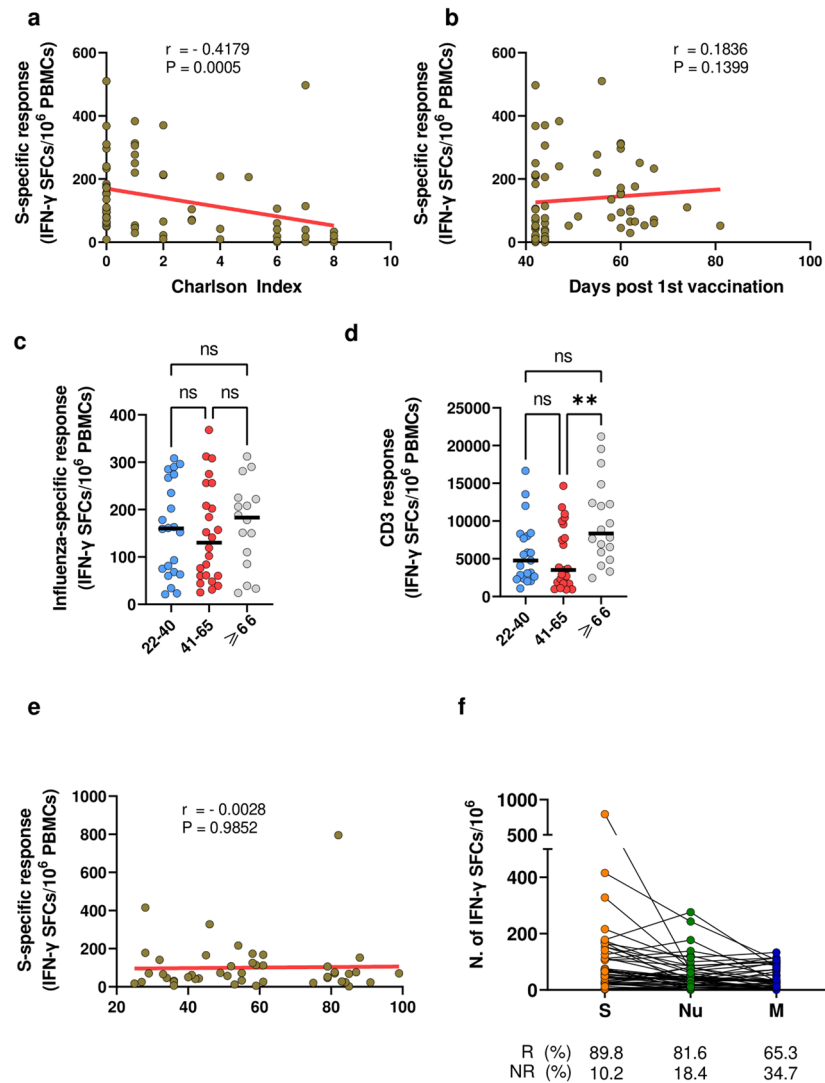 a
r = - 0.4179
P = 0.0005
S-specific response
(IFN-γ SFCs/10⁶ PBMCs)
600
400
200
0
0 2 4 6 8 10
Charlson Index
b
r = 0.1836
P = 0.1399
S-specific response
(IFN-γ SFCs/10⁶ PBMCs)
600
400
200
0
40 60 80 100
Days post 1st vaccination
c
ns
ns ns
Influenza-specific response
(IFN-γ SFCs/10⁶ PBMCs)
400
300
200
100
0
22-40 41-65 ⩾66
d
ns
ns **
CD3 response
(IFN-γ SFCs/10⁶ PBMCs)
25000
20000
15000
10000
5000
0
22-40 41-65 ⩾66
e
r = - 0.0028
P = 0.9852
S-specific response
(IFN-γ SFCs/10⁶ PBMCs)
1000
800
600
400
200
0
20 40 60 80 100
f
N. of IFN-γ SFCs/10⁶
1000
500
400
200
0
S Nu M
R (%) 89.8 81.6 65.3
NR (%) 10.2 18.4 34.7